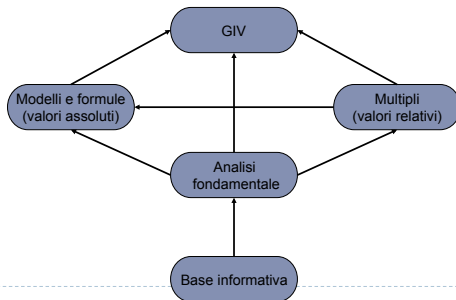 GIV
Modelli e formule
(valori assoluti)
Multipli
(valori relativi)
Analisi
fondamentale
Base informativa